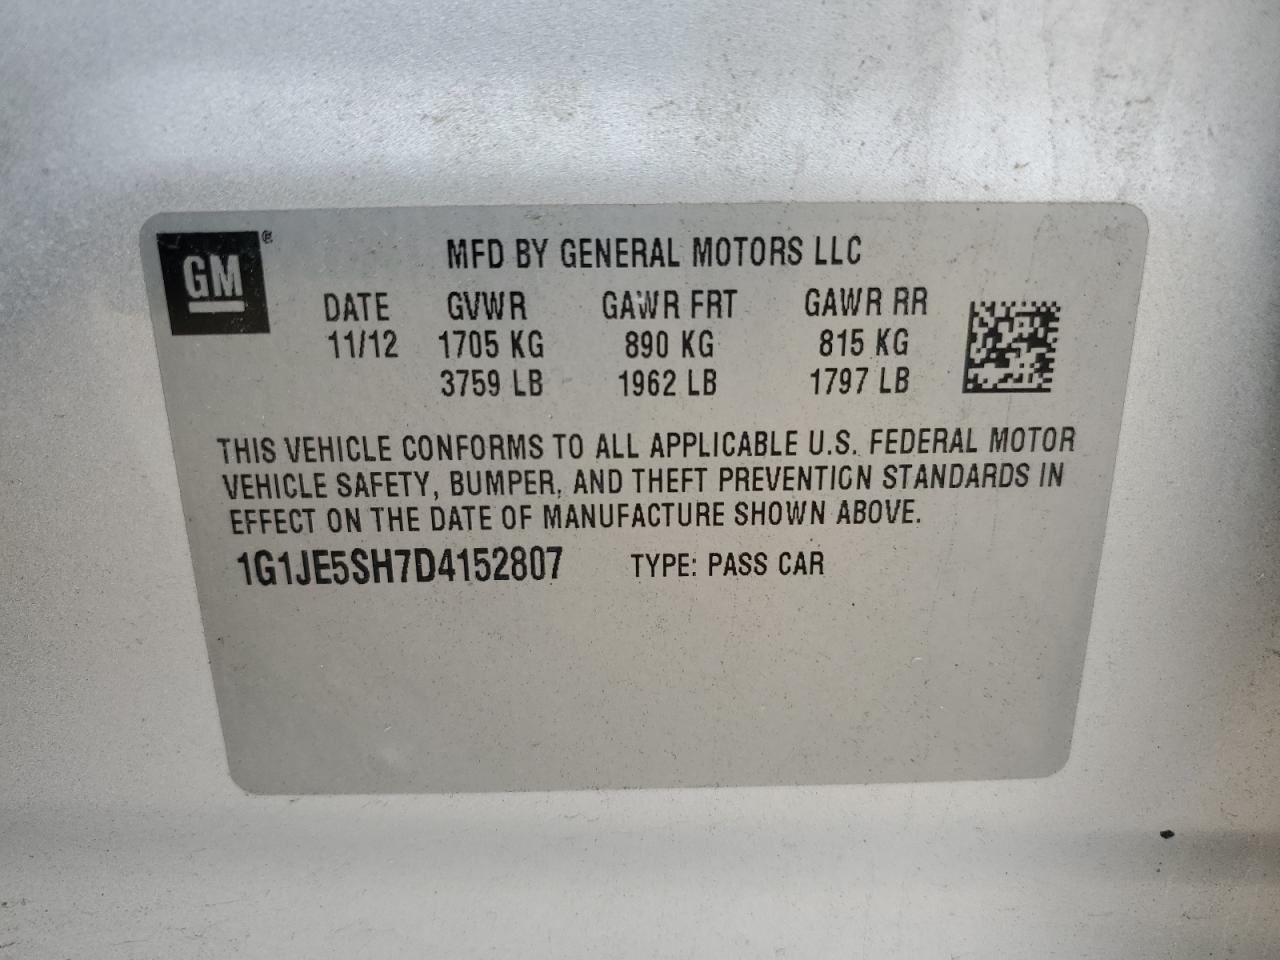 GM®
MFD BY GENERAL MOTORS LLC
DATE GVWR GAWR FRT GAWR RR
11/12 1705 KG 890 KG 815 KG
3759 LB 1962 LB 1797 LB
THIS VEHICLE CONFORMS TO ALL APPLICABLE U.S. FEDERAL MOTOR
VEHICLE SAFETY, BUMPER, AND THEFT PREVENTION STANDARDS IN
EFFECT ON THE DATE OF MANUFACTURE SHOWN ABOVE.
1G1JE5SH7D4152807 TYPE: PASS CAR